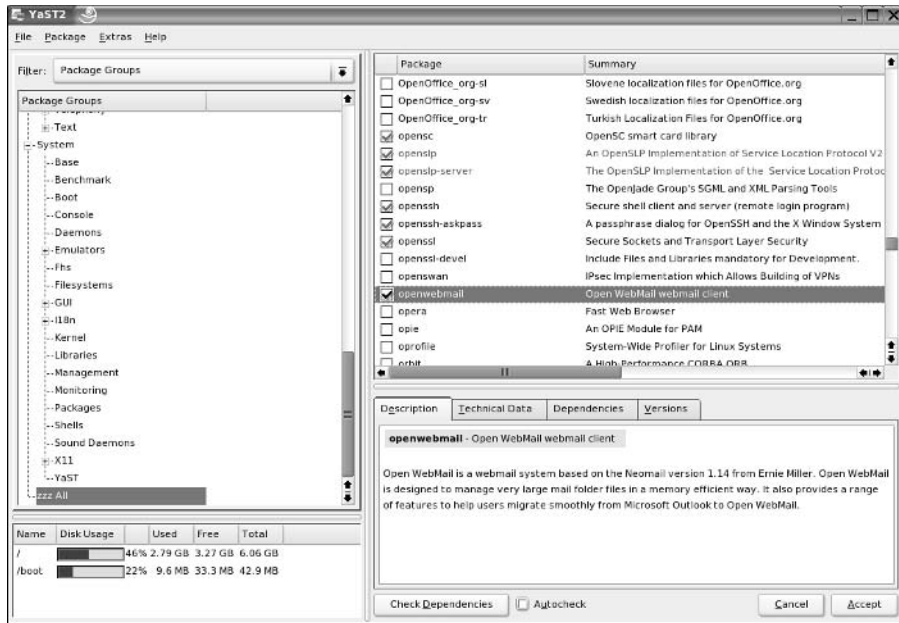 YaST2
File Package Extras Help
Filter: Package Groups
Package Groups
Telephony
Text
System
Base
Benchmark
Boot
Console
Daemons
Emulators
Fhs
Filesystems
GUI
I18n
Kernel
Libraries
Management
Monitoring
Packages
Shells
Sound Daemons
X11
YaST
zzz All
Name Disk Usage Used Free Total
/ 46% 2.79 GB 3.27 GB 6.06 GB
/boot 22% 9.6 MB 33.3 MB 42.9 MB
Package Summary
OpenOffice_org-sl Slovene localization files for OpenOffice.org
OpenOffice_org-sv Swedish localization files for OpenOffice.org
OpenOffice_org-tr Turkish Localization Files for OpenOffice.org
opensc OpenSC smart card library
openslp An OpenSLP Implementation of Service Location Protocol V2
openslp-server The OpenSLP Implementation of the Service Location Protoc
opensp The OpenJade Group's SGML and XML Parsing Tools
openssh Secure shell client and server (remote login program)
openssh-askpass A passphrase dialog for OpenSSH and the X Window System
openssl Secure Sockets and Transport Layer Security
openssl-devel Include Files and Libraries mandatory for Development.
openswan IPsec Implementation which Allows Building of VPNs
openwebmail Open WebMail webmail client
opera Fast Web Browser
opie An OPIE Module for PAM
oprofile System-Wide Profiler for Linux Systems
orbit A High-Performance CORBA ORB
Description Technical Data Dependencies Versions
openwebmail - Open WebMail webmail client
Open WebMail is a webmail system based on the Neomail version 1.14 from Ernie Miller. Open WebMail
is designed to manage very large mail folder files in a memory efficient way. It also provides a range
of features to help users migrate smoothly from Microsoft Outlook to Open WebMail.
Check Dependencies Autocheck Cancel Accept